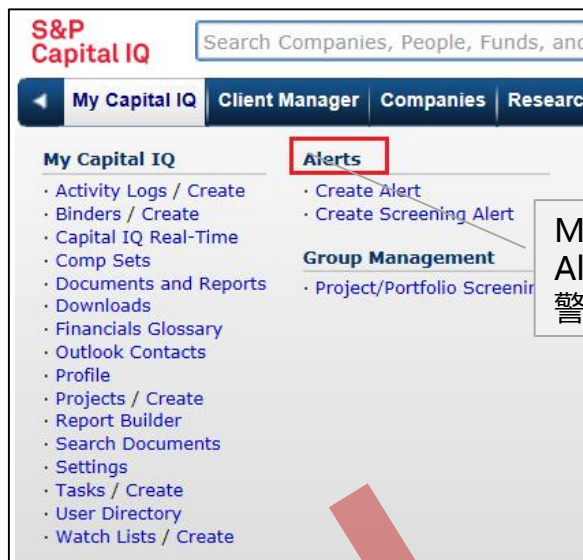 S&P
Capital IQ
Search Companies, People, Funds, and
My Capital IQ
Client Manager
Companies
My Capital IQ
· Activity Logs / Create
· Binders / Create
· Capital IQ Real-Time
· Comp Sets
· Documents and Reports
· Downloads
· Financials Glossary
· Outlook Contacts
· Profile
· Projects / Create
· Report Builder
· Search Documents
· Settings
· Tasks / Create
· User Directory
· Watch Lists / Create
Alerts
· Create Alert
· Create Screening Alert
Group Management
· Project/Portfolio
警